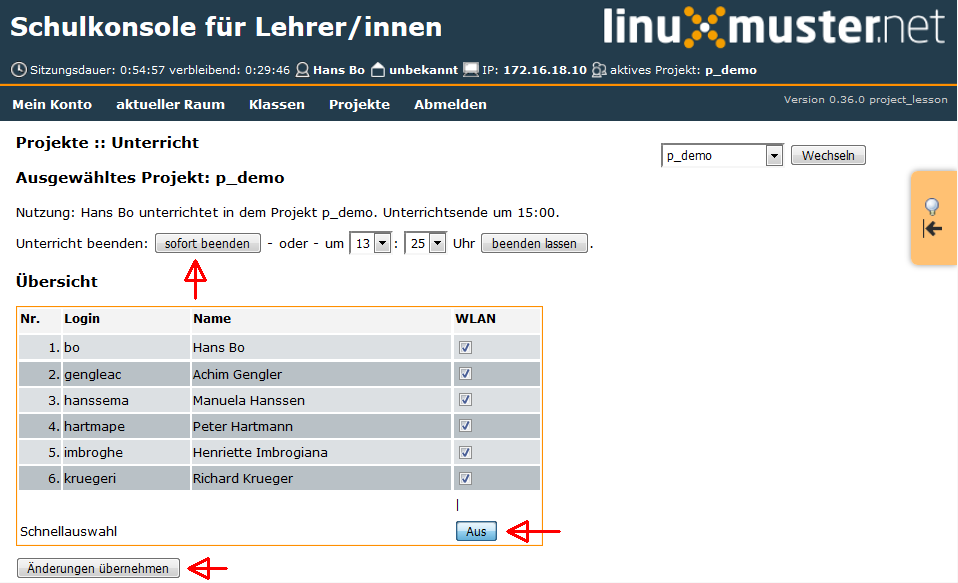 Schulkonsole für Lehrer/innen
linuxmuster.net
Sitzungsdauer: 0:54:57 verbleibend: 0:29:46 Hans Bo unbekannt IP: 172.16.18.10 aktives Projekt: p_demo
Mein Konto aktueller Raum Klassen Projekte Abmelden
Version 0.36.0 project_lesson
Projekte :: Unterricht
p_demo Wechseln
Ausgewähltes Projekt: p_demo
Nutzung: Hans Bo unterrichtet in dem Projekt p_demo. Unterrichtsende um 15:00.
Unterricht beenden: sofort beenden - oder - um 13 : 25 Uhr beenden lassen .
Übersicht
Nr. Login Name WLAN
1. bo Hans Bo
2. gengleac Achim Gengler
3. hanssema Manuela Hanssen
4. hartmape Peter Hartmann
5. imbroghe Henriette Imbrogiana
6. kruegeri Richard Krueger
|
Schnellauswahl Aus
Änderungen übernehmen